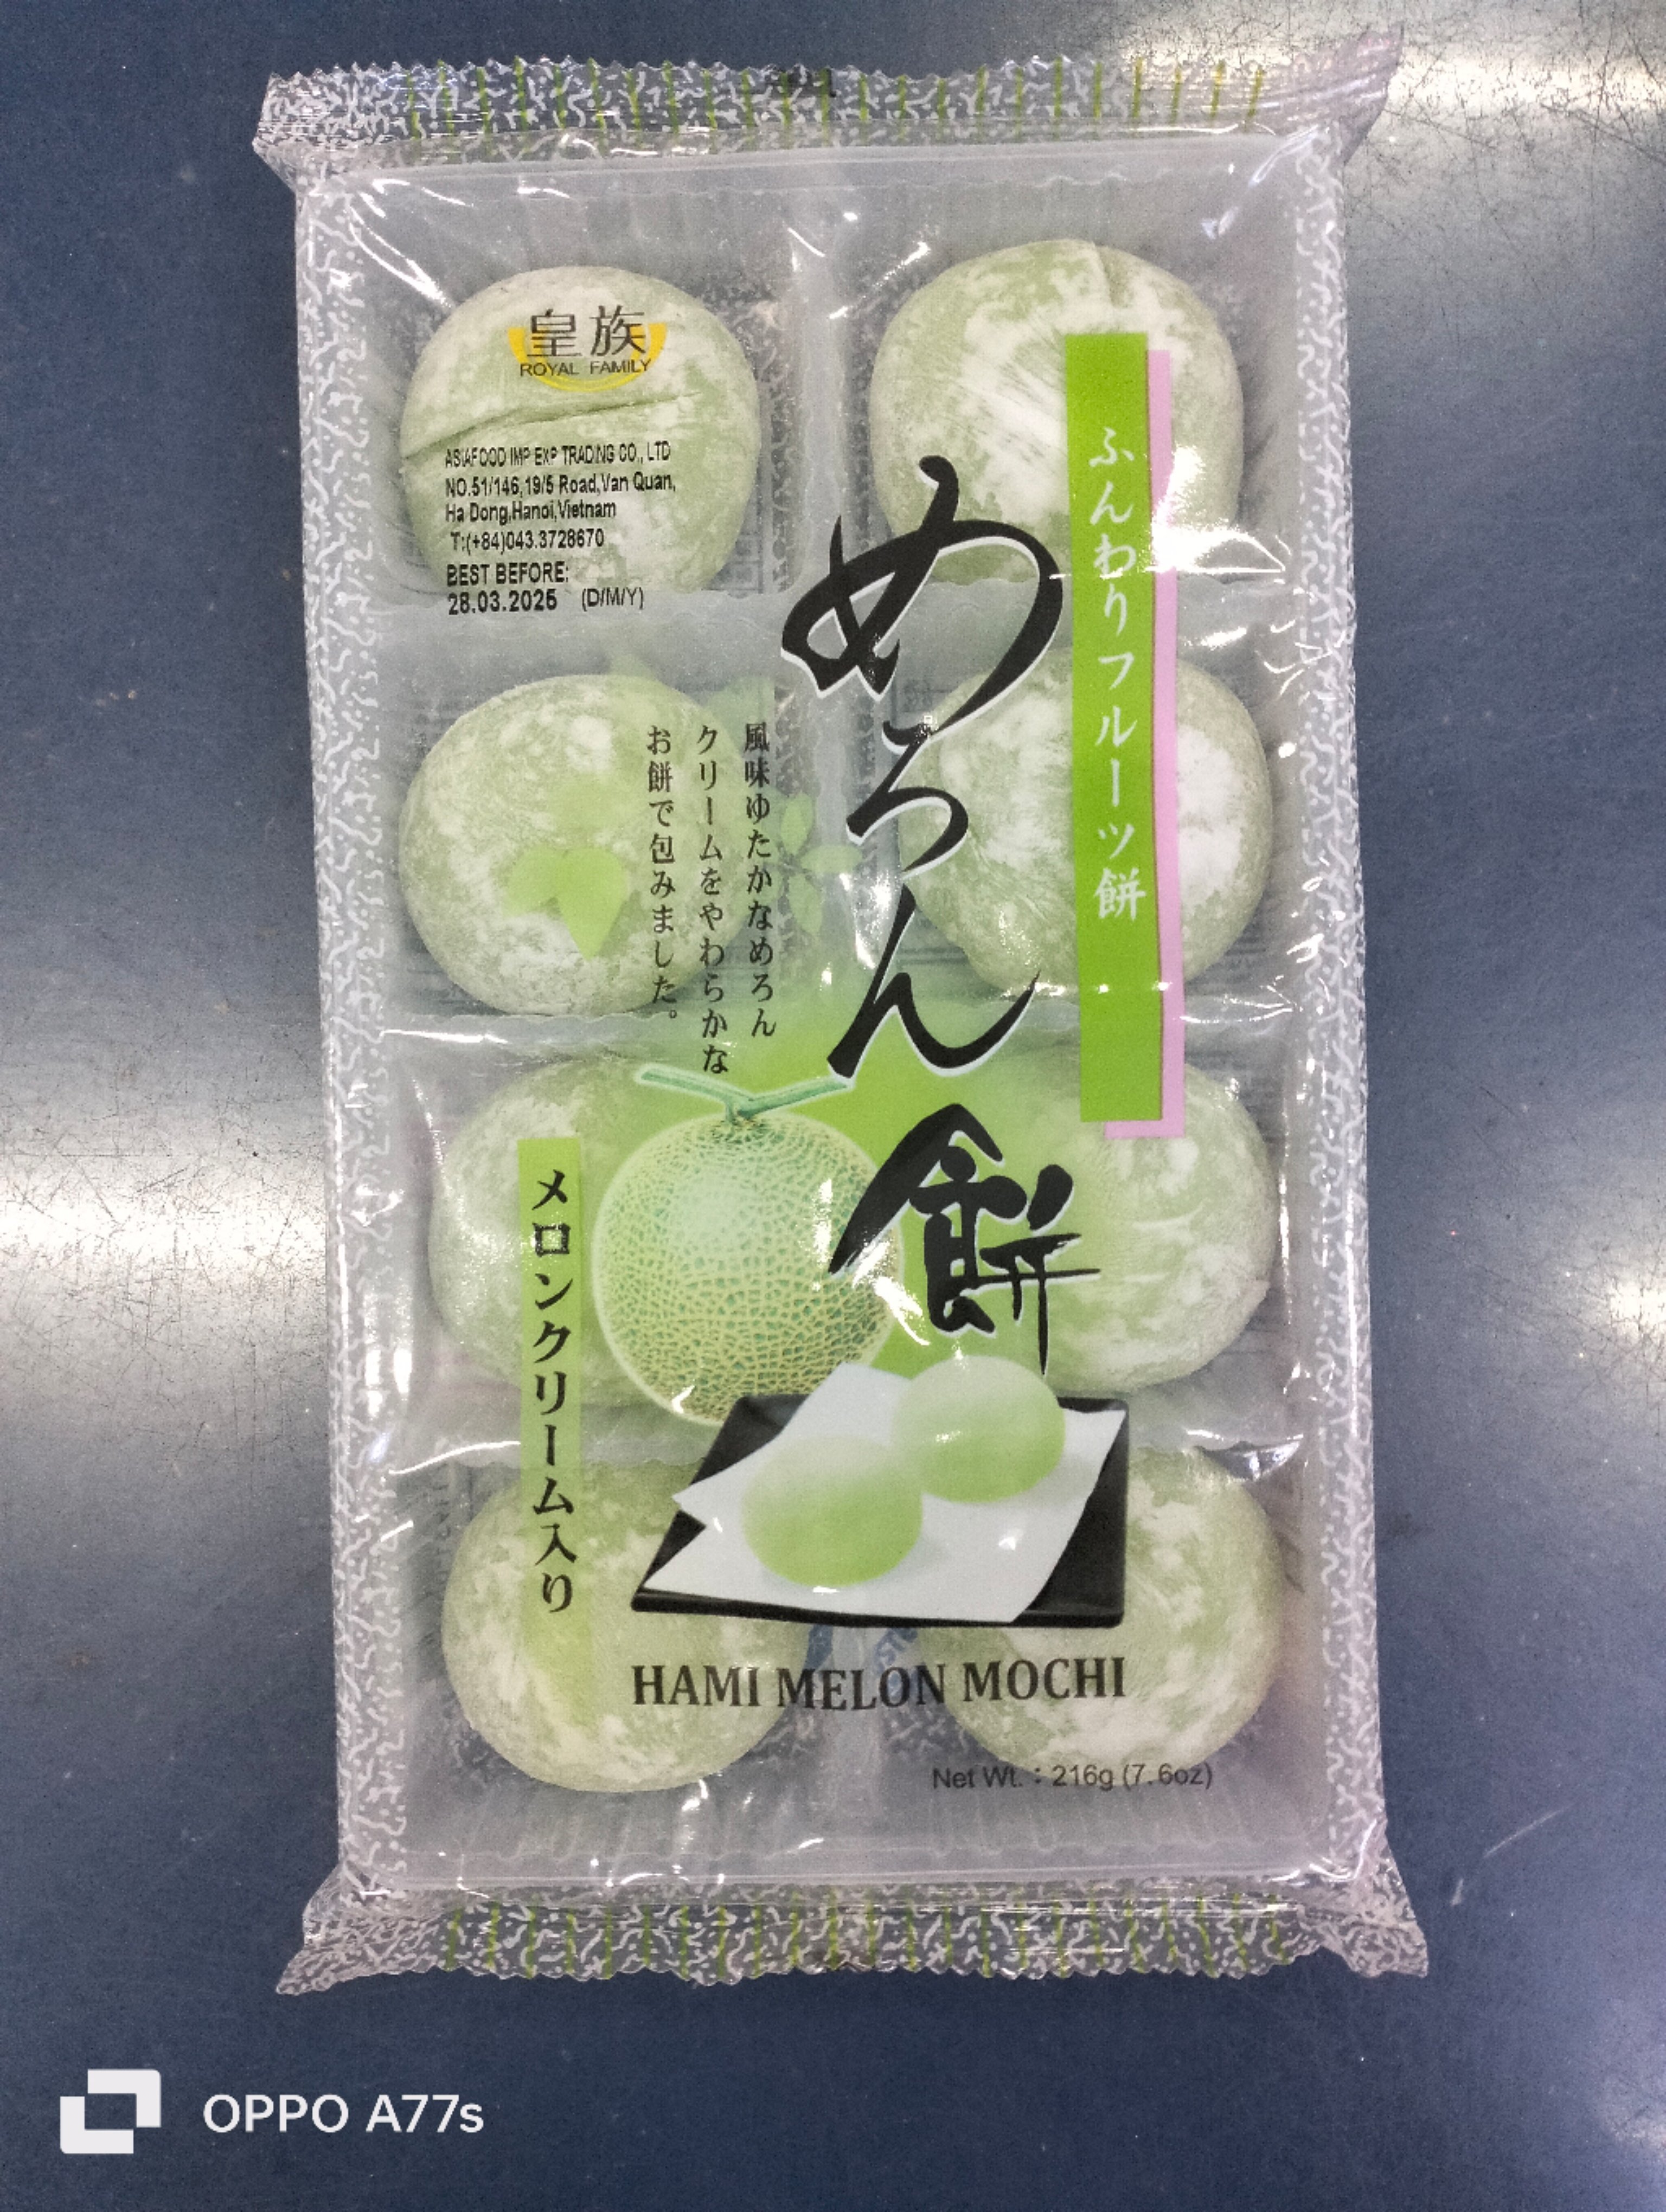 皇族
ROYAL FAMILY
ASIAFOOD IMP EXP TRADING CO., LTD
NO.51/146,19/5 Road,Van Quan,
Ha Dong,Hanoi,Vietnam
T:(+84)043.3728670
BEST BEFORE:
28.03.2025 (D/M/Y)
ふんわりフルーツ餅
めろん餅
風味ゆたかなめろん
クリームをやわらかな
お餅で包みました。
メロンクリーム入り
HAMI MELON MOCHI
Net Wt.：216g (7.6oz)
OPPO A77s